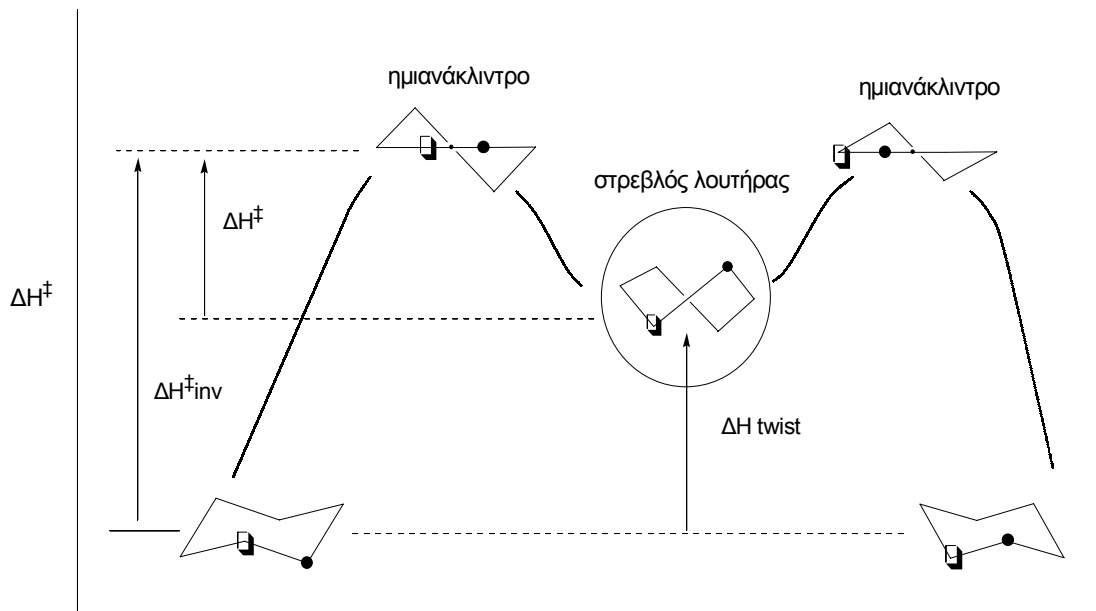 ημιανάκλιντρο
ημιανάκλιντρο
στρεβλός λουτήρας
ΔH‡
ΔH‡
ΔH‡inv
ΔH twist